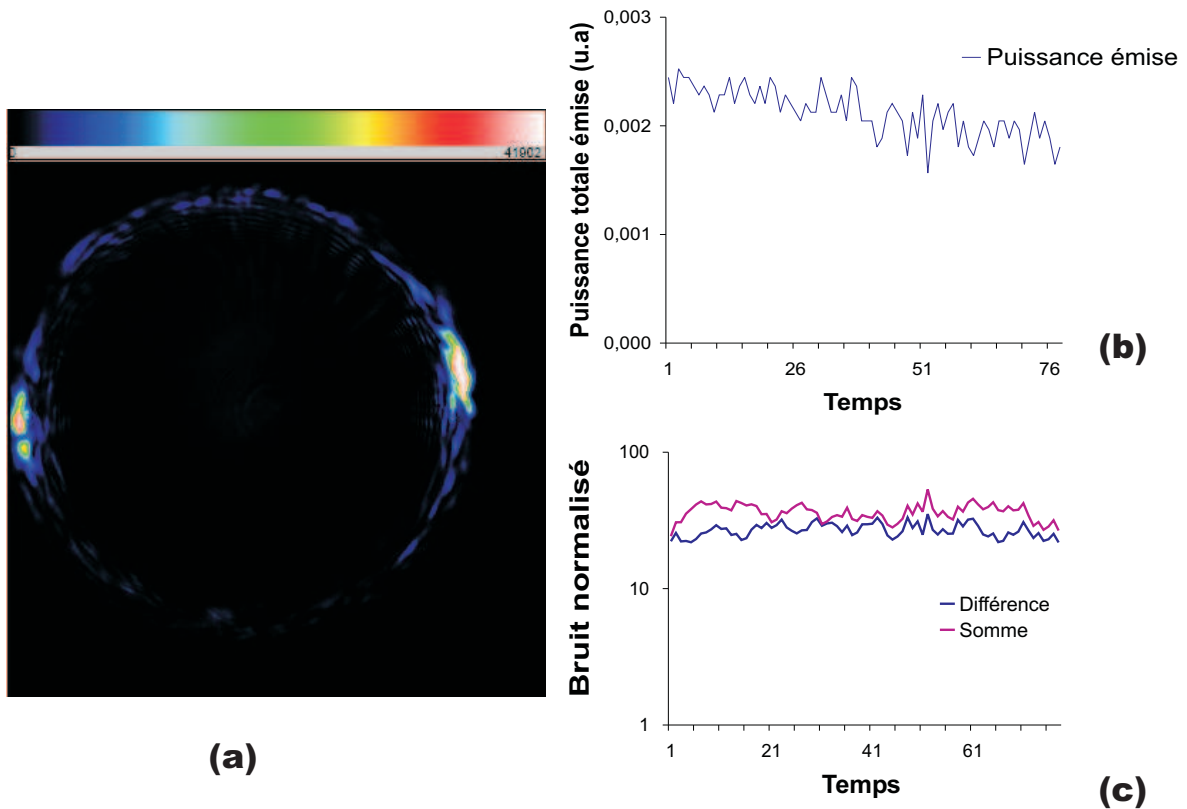 41902
(a)
0,003
0,002
0,001
0,000
Puissance totale émise (u.a)
Puissance émise
1
26
51
76
Temps
(b)
100
10
1
Bruit normalisé
Différence
Somme
1
21
41
61
Temps
(c)